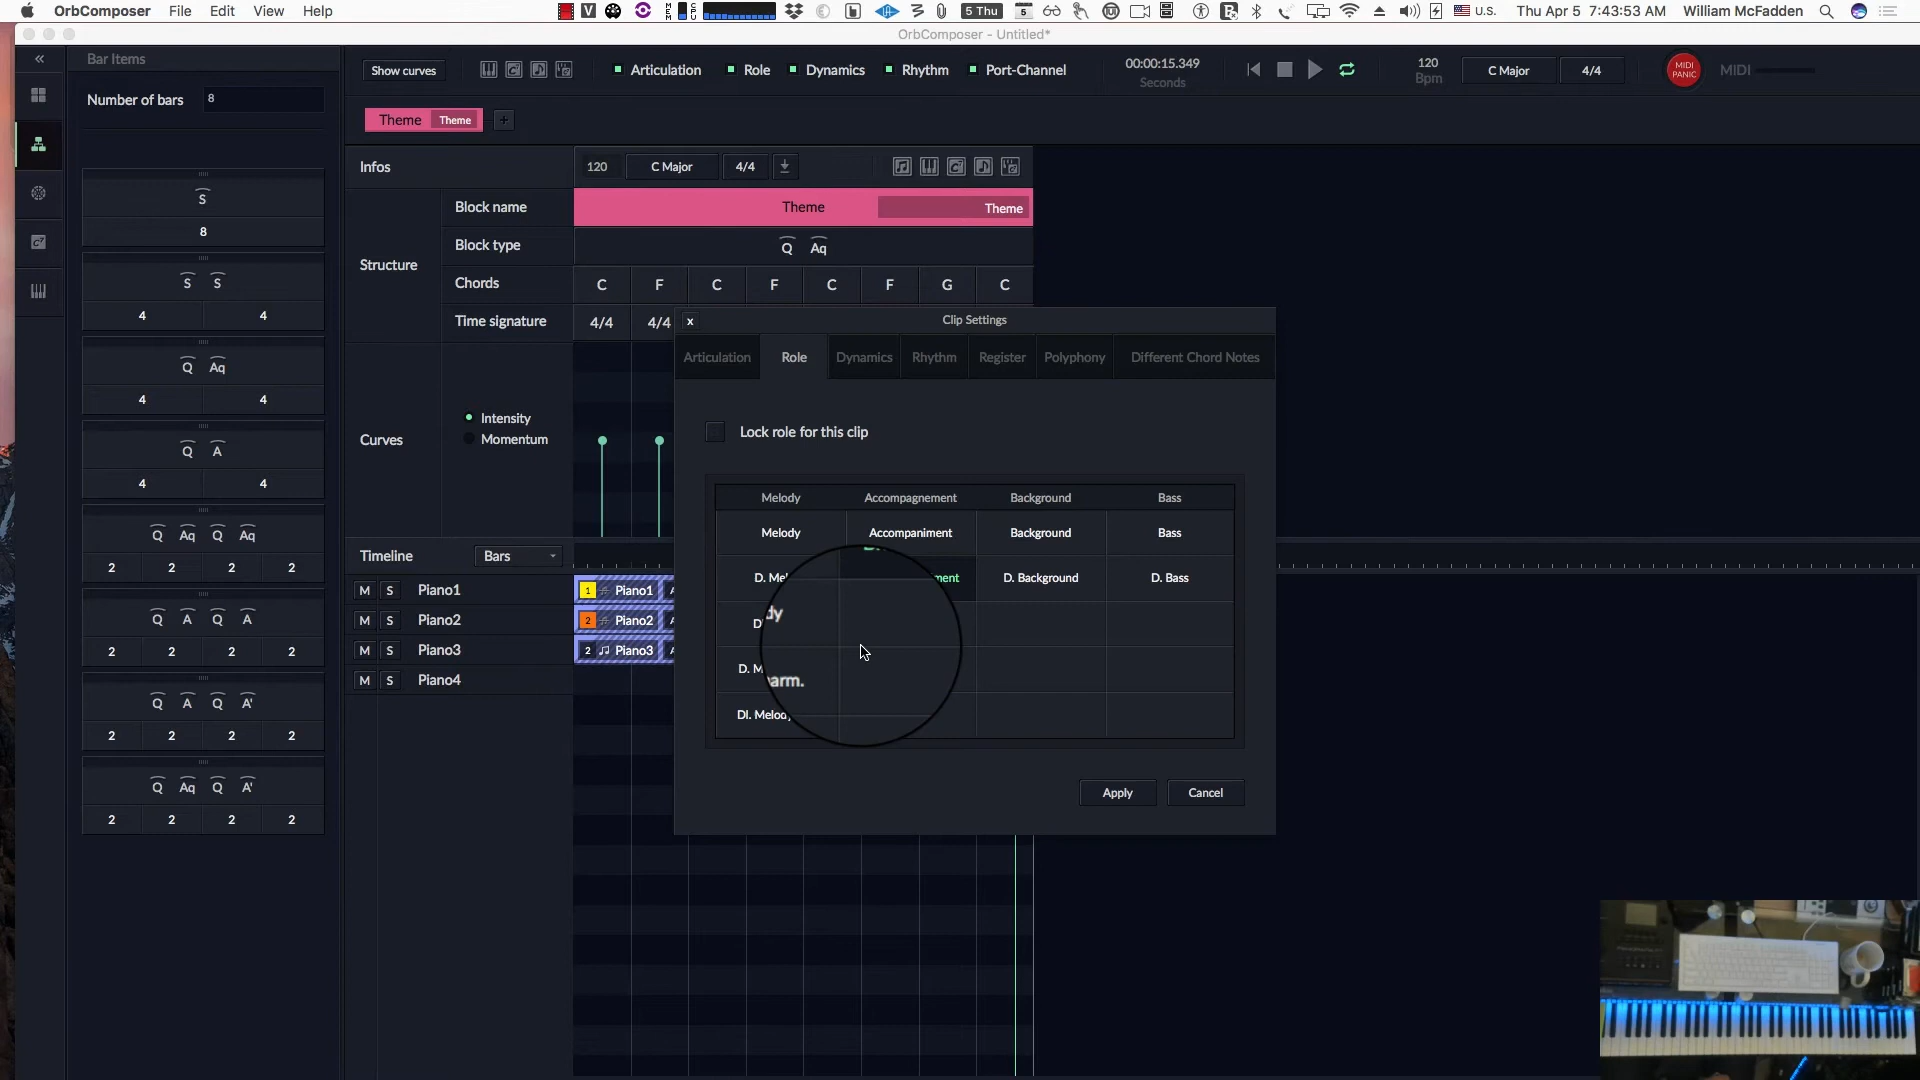 OrbComposer File Edit View Help
5 Thu
U.S. Thu Apr 5 7:43:53 AM William McFadden
OrbComposer - Untitled*
Bar Items
Number of bars 8
S
8
S S
4 4
Q Aq
4 4
Q A
4 4
Q Aq Q Aq
2 2 2 2
Q A Q A
2 2 2 2
Q A Q A'
2 2 2 2
Q Aq Q A'
2 2 2 2
Show curves
Articulation Role Dynamics Rhythm Port-Channel
00:00:15.349
Seconds
120
Bpm
C Major
4/4
MIDI
PANIC
MIDI
Theme Theme +
Infos 120 C Major 4/4
Structure
Block name Theme Theme
Block type Q Aq
Chords C F C F C F G C
Time signature 4/4 4/4
Curves
Intensity
Momentum
Timeline Bars
M S Piano1 1 Piano1
M S Piano2 2 Piano2
M S Piano3 2 Piano3
M S Piano4
x Clip Settings
Articulation Role Dynamics Rhythm Register Polyphony Different Chord Notes
Lock role for this clip
Melody Accompagnement Background Bass
Melody Accompaniment Background Bass
D. Mel ment D. Background D. Bass
dy
D. M arm.
Dl. Melody
Apply Cancel